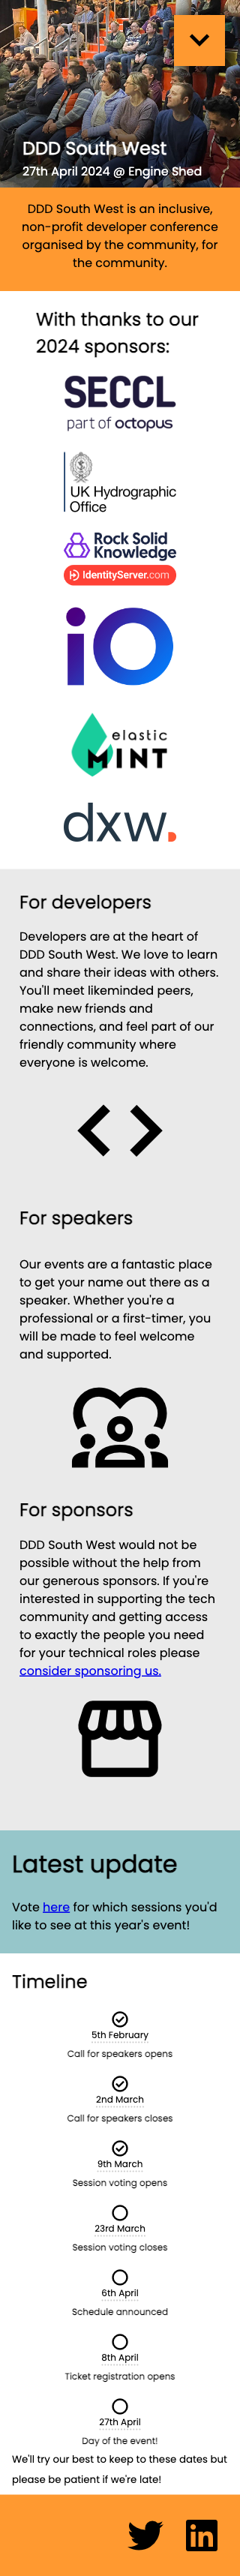 DDD South West
27th April 2024 @ Engine Shed
DDD South West is an inclusive,
non-profit developer conference
organised by the community, for
the community.
With thanks to our
2024 sponsors:
SECCL
part of octopus
UK Hydrographic
Office
Rock Solid
Knowledge
IdentityServer.com
iO
elastic
MINT
dxw.
For developers
Developers are at the heart of
DDD South West. We love to learn
and share their ideas with others.
You'll meet likeminded peers,
make new friends and
connections, and feel part of our
friendly community where
everyone is welcome.
For speakers
Our events are a fantastic place
to get your name out there as a
speaker. Whether you're a
professional or a first-timer, you
will be made to feel welcome
and supported.
For sponsors
DDD South West would not be
possible without the help from
our generous sponsors. If you're
interested in supporting the tech
community and getting access
to exactly the people you need
for your technical roles please
consider sponsoring us.
Latest update
Vote here for which sessions you'd
like to see at this year's event!
Timeline
5th February
Call for speakers opens
2nd March
Call for speakers closes
9th March
Session voting opens
23rd March
Session voting closes
6th April
Schedule announced
8th April
Ticket registration opens
27th April
Day of the event!
We'll try our best to keep to these dates but
please be patient if we're late!
in